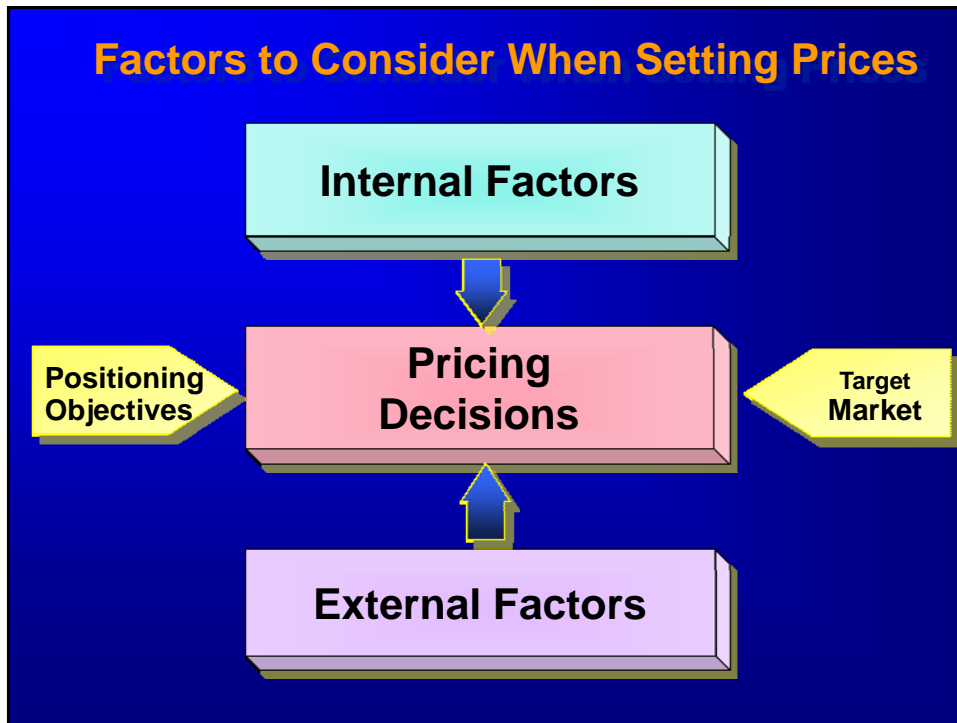 Factors to Consider When Setting Prices
Internal Factors
Positioning
Objectives
Pricing
Decisions
Target
Market
External Factors